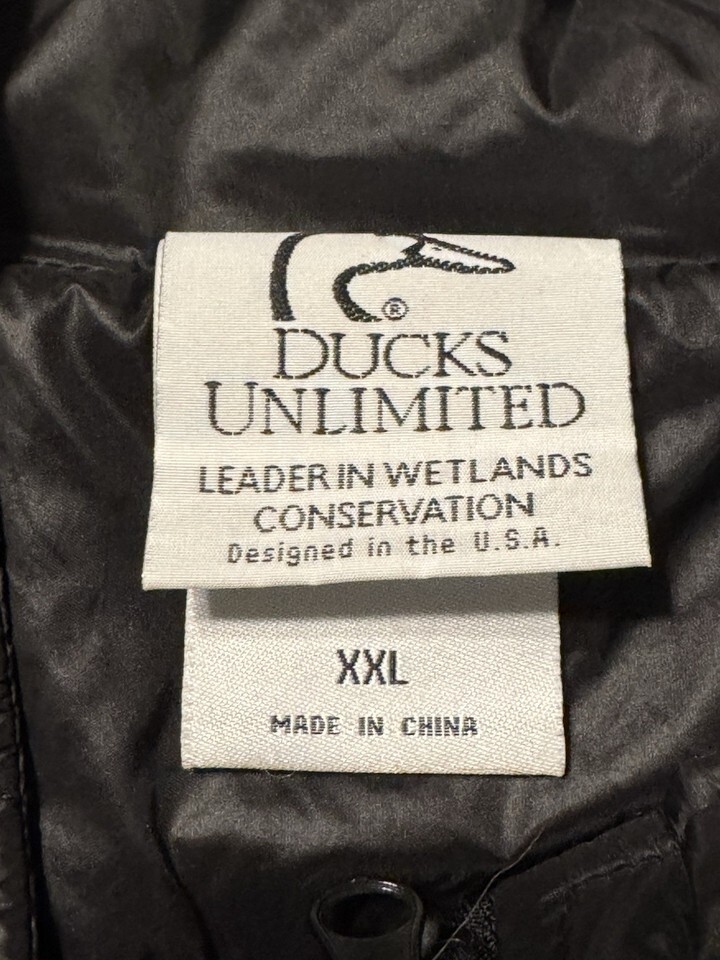 ®
DUCKS
UNLIMITED
LEADER IN WETLANDS
CONSERVATION
Designed in the U.S.A.
XXL
MADE IN CHINA